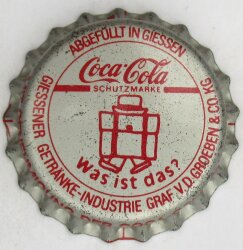 ABGEFÜLLT IN GIESSEN
Coca-Cola
SCHUTZMARKE
was ist das?
GIESSENER GETRÄNKE-INDUSTRIE GRAF V.D. GROEBEN & CO. KG